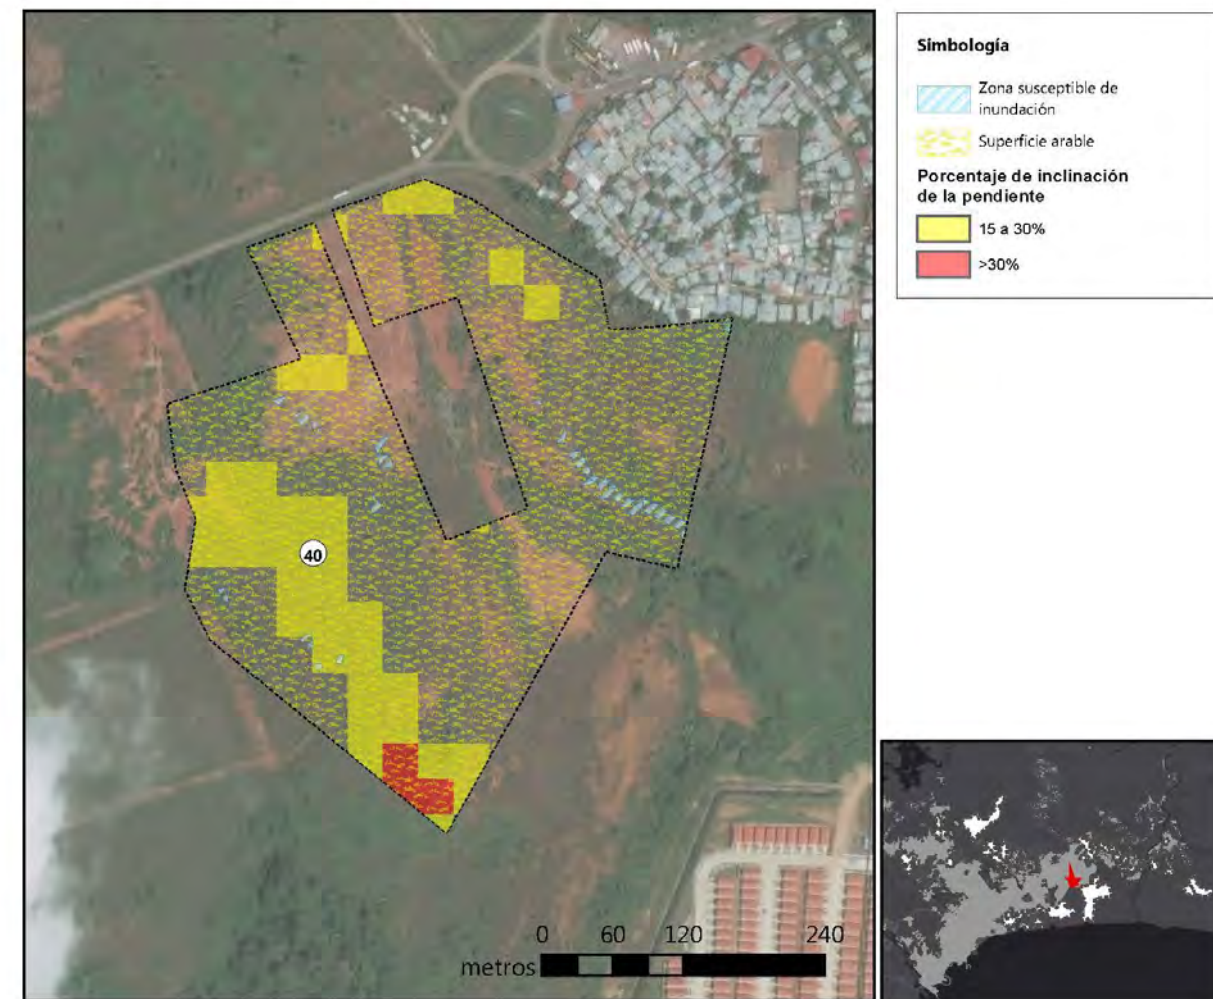 Simbología
Zona susceptible de
inundación
Superficie arable
Porcentaje de inclinación
de la pendiente
15 a 30%
>30%
40
0 60 120 240
metros